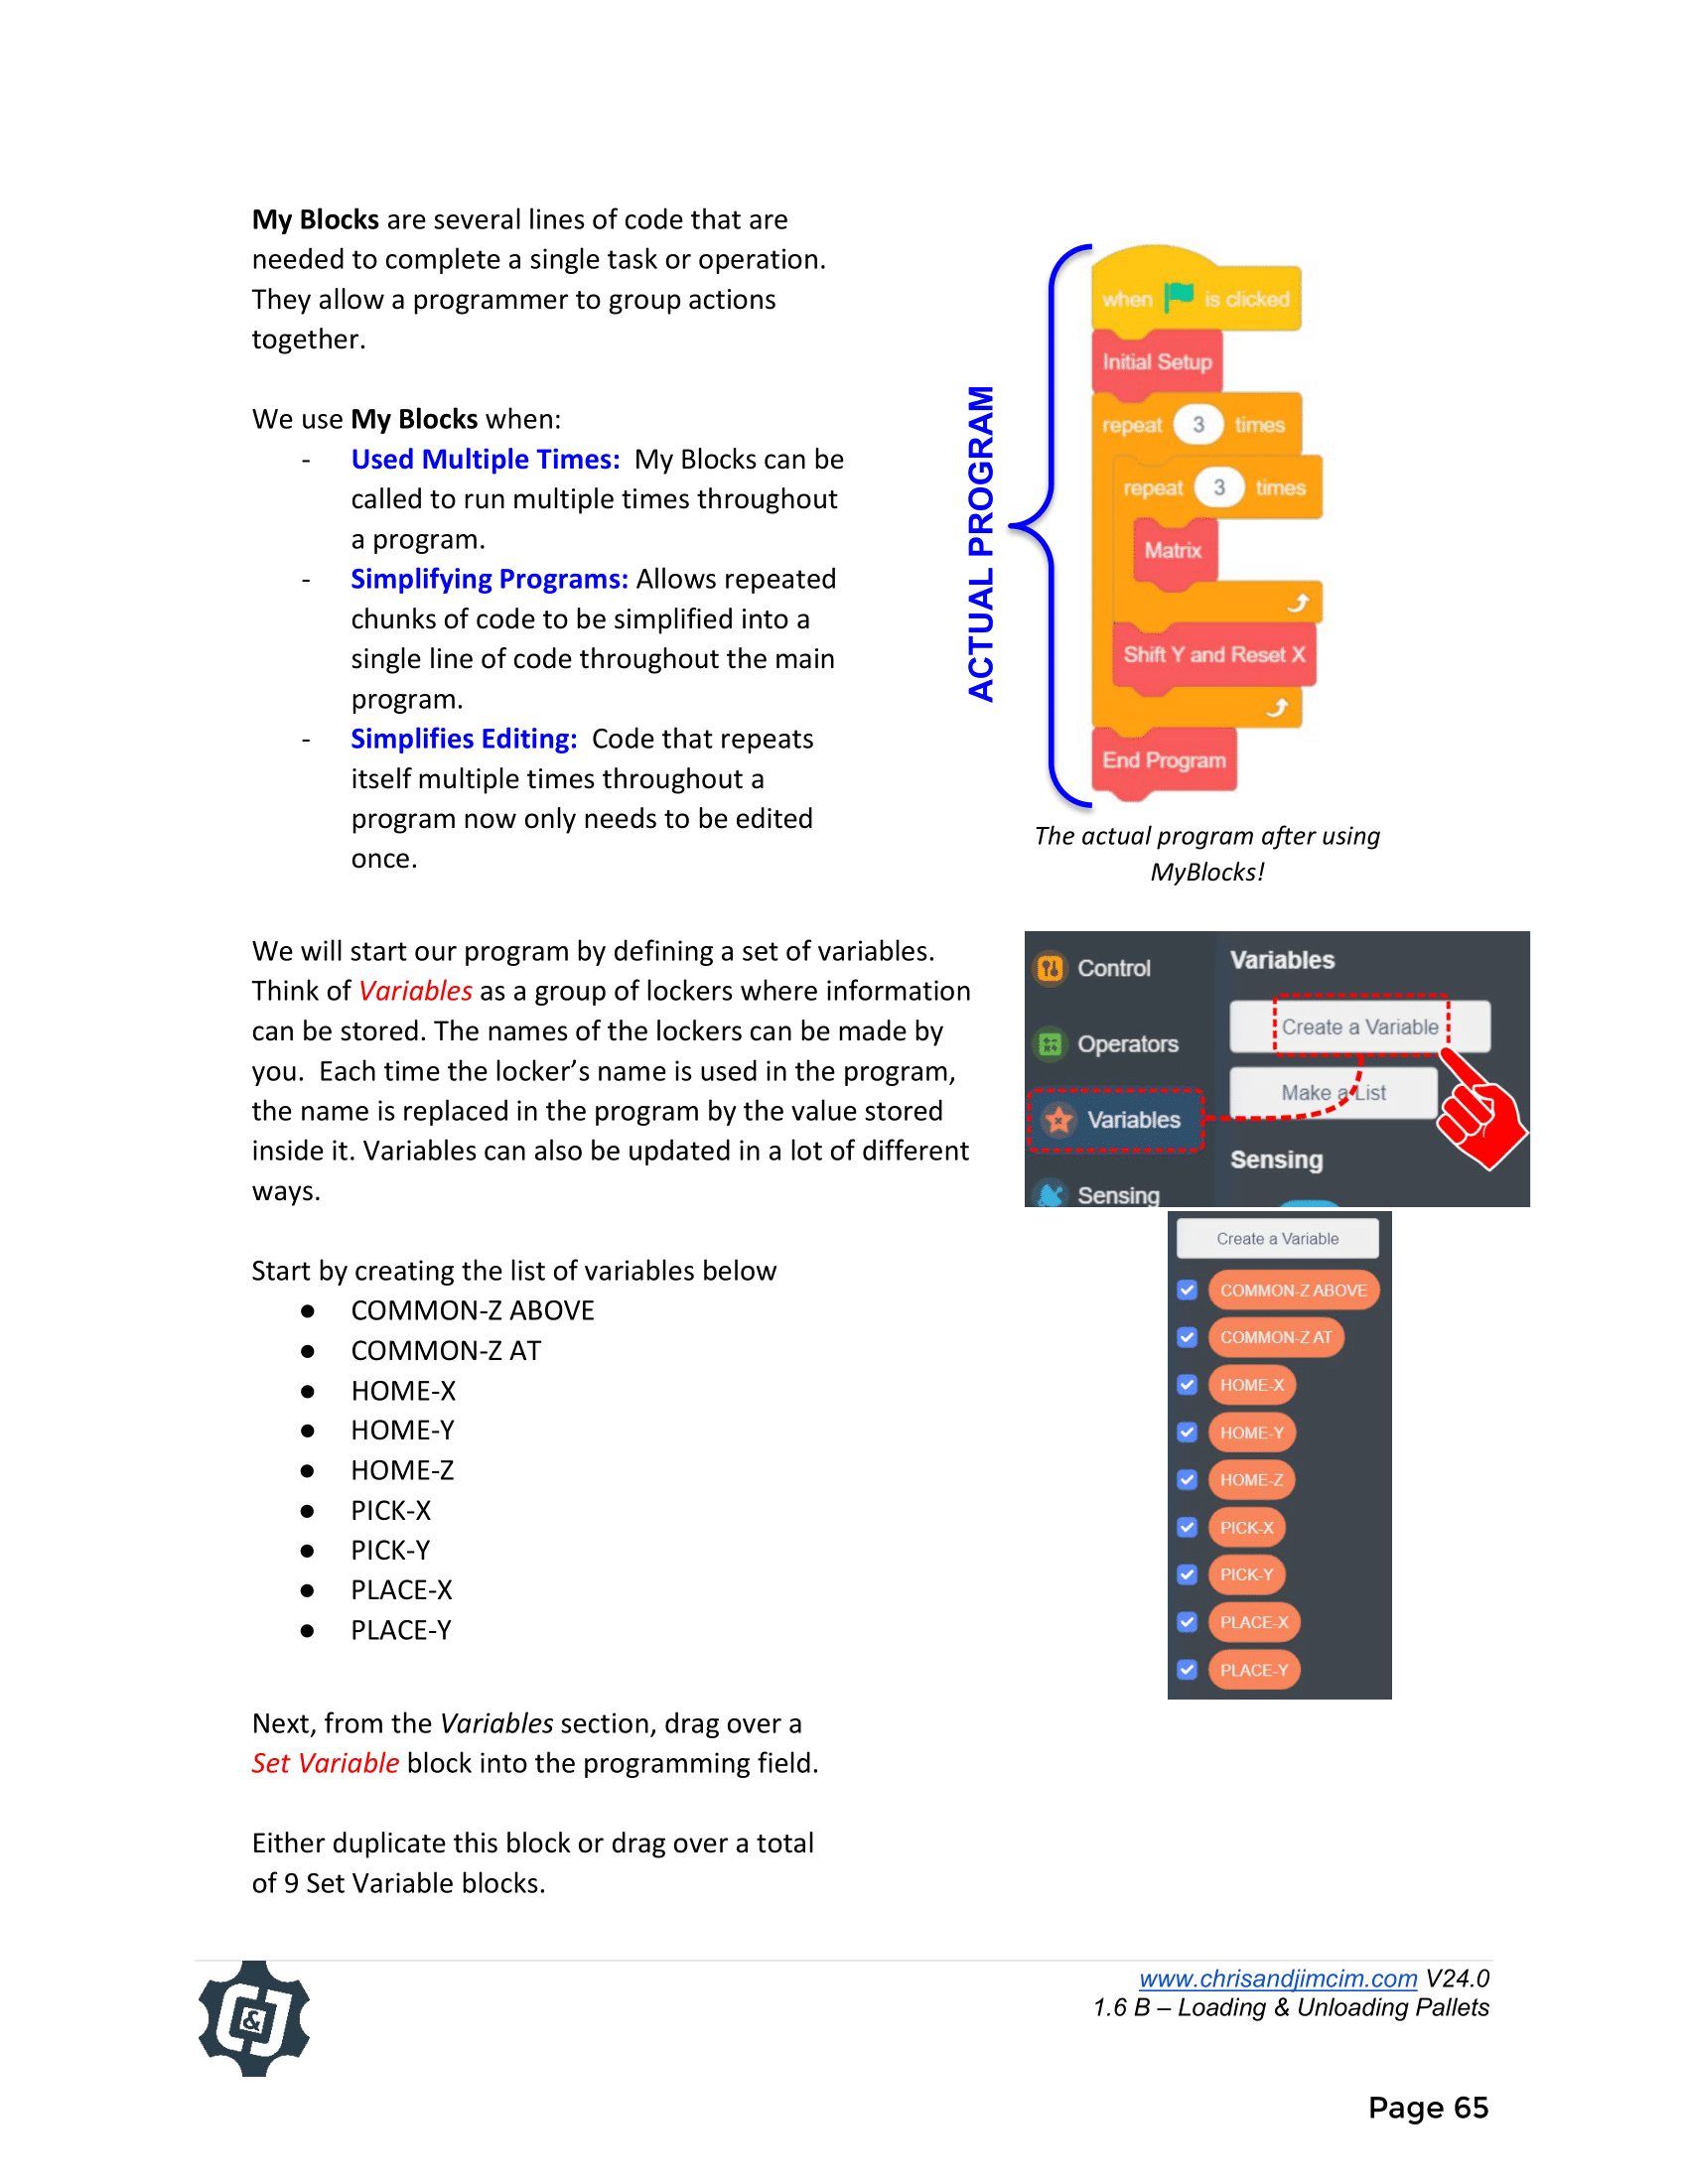 My Blocks are several lines of code that are
needed to complete a single task or operation.
They allow a programmer to group actions
together.
We use My Blocks when:
- Used Multiple Times:  My Blocks can be
called to run multiple times throughout
a program.
- Simplifying Programs: Allows repeated
chunks of code to be simplified into a
single line of code throughout the main
program.
- Simplifies Editing:  Code that repeats
itself multiple times throughout a
program now only needs to be edited
once.
ACTUAL PROGRAM
when is clicked
Initial Setup
repeat 3 times
repeat 3 times
Matrix
Shift Y and Reset X
End Program
The actual program after using
MyBlocks!
We will start our program by defining a set of variables.
Think of Variables as a group of lockers where information
can be stored. The names of the lockers can be made by
you.  Each time the locker’s name is used in the program,
the name is replaced in the program by the value stored
inside it. Variables can also be updated in a lot of different
ways.
Control
Operators
Variables
Sensing
Variables
Create a Variable
Make a List
Sensing
Start by creating the list of variables below
● COMMON-Z ABOVE
● COMMON-Z AT
● HOME-X
● HOME-Y
● HOME-Z
● PICK-X
● PICK-Y
● PLACE-X
● PLACE-Y
Create a Variable
COMMON-Z ABOVE
COMMON-Z AT
HOME-X
HOME-Y
HOME-Z
PICK-X
PICK-Y
PLACE-X
PLACE-Y
Next, from the Variables section, drag over a
Set Variable block into the programming field.
Either duplicate this block or drag over a total
of 9 Set Variable blocks.
&
www.chrisandjimcim.com V24.0
1.6 B – Loading & Unloading Pallets
Page 65